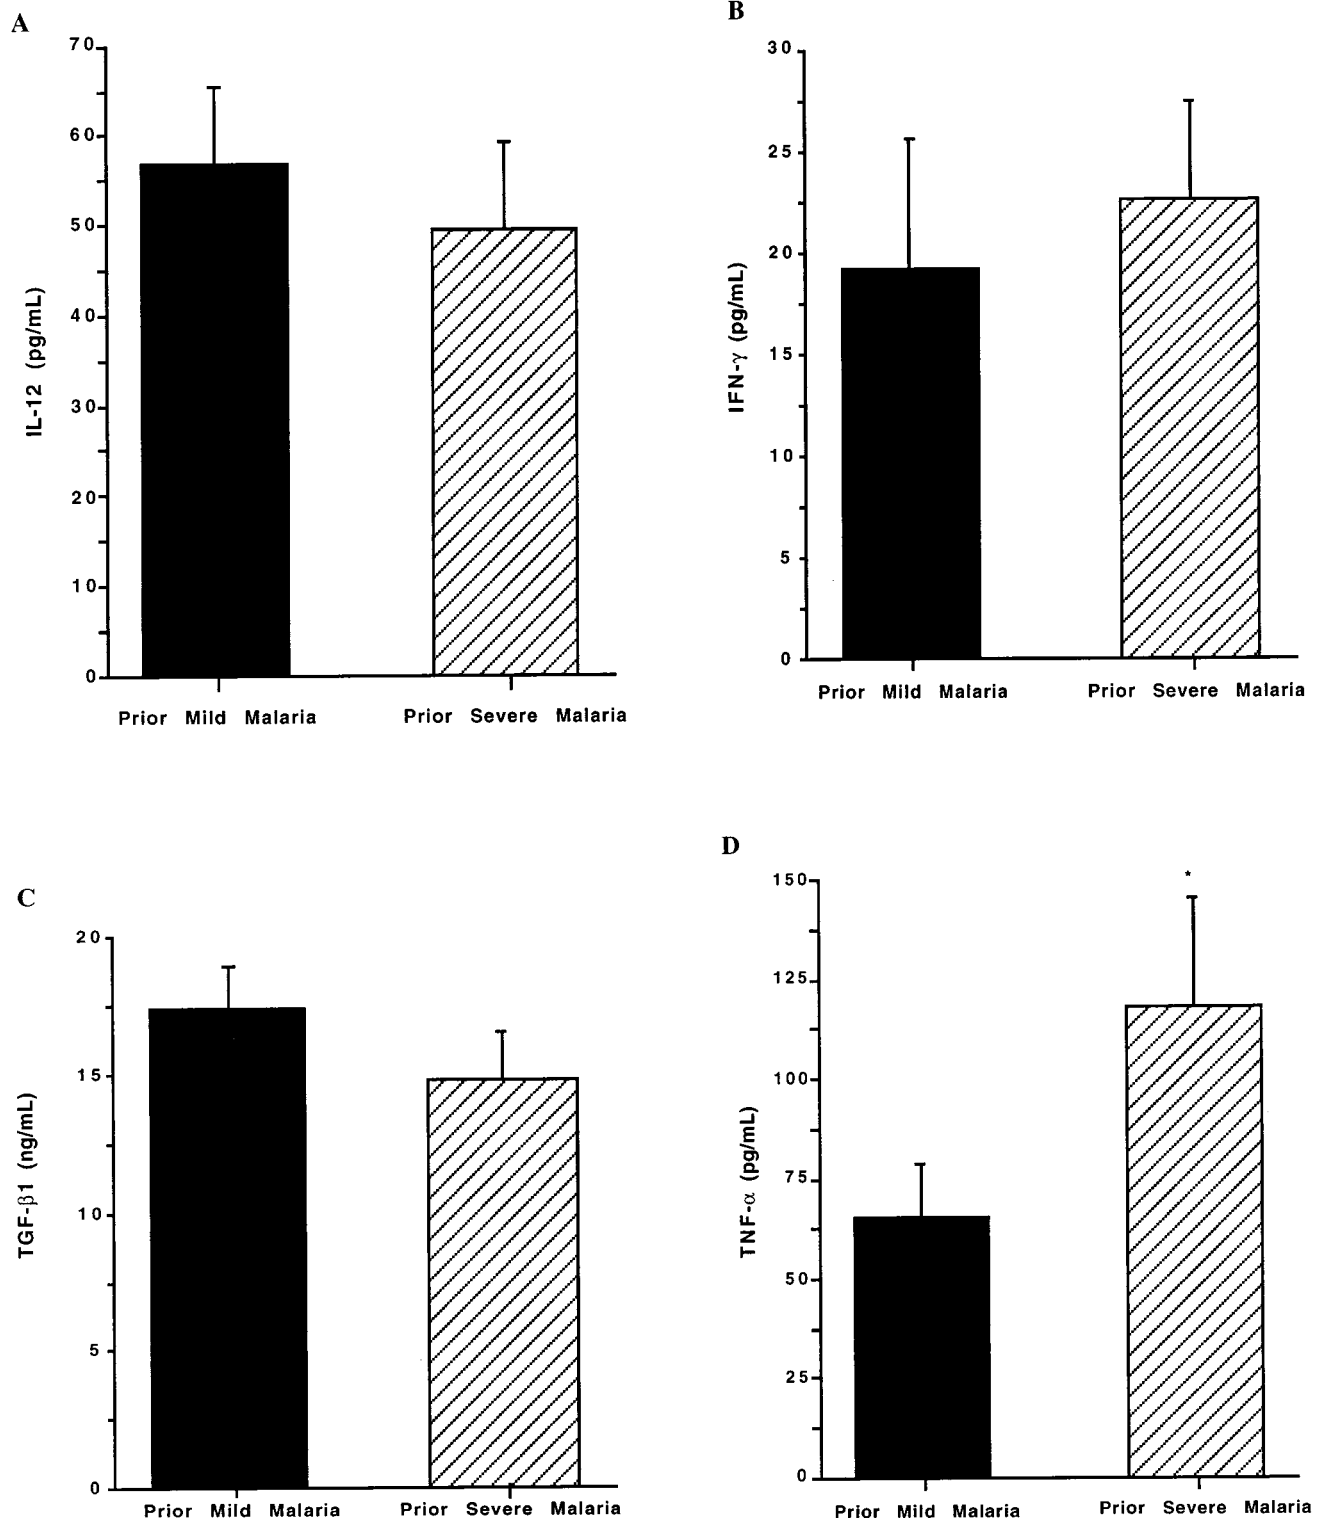 A
70
60
50
40
30
20
10
0
IL-12 (pg/mL)
Prior Mild Malaria
Prior Severe Malaria
B
30
25
20
15
10
5
0
IFN-γ (pg/mL)
Prior Mild Malaria
Prior Severe Malaria
C
20
15
10
5
0
TGF-β1 (ng/mL)
Prior Mild Malaria
Prior Severe Malaria
D
150
125
100
75
50
25
0
TNF-α (pg/mL)
*
Prior Mild Malaria
Prior Severe Malaria